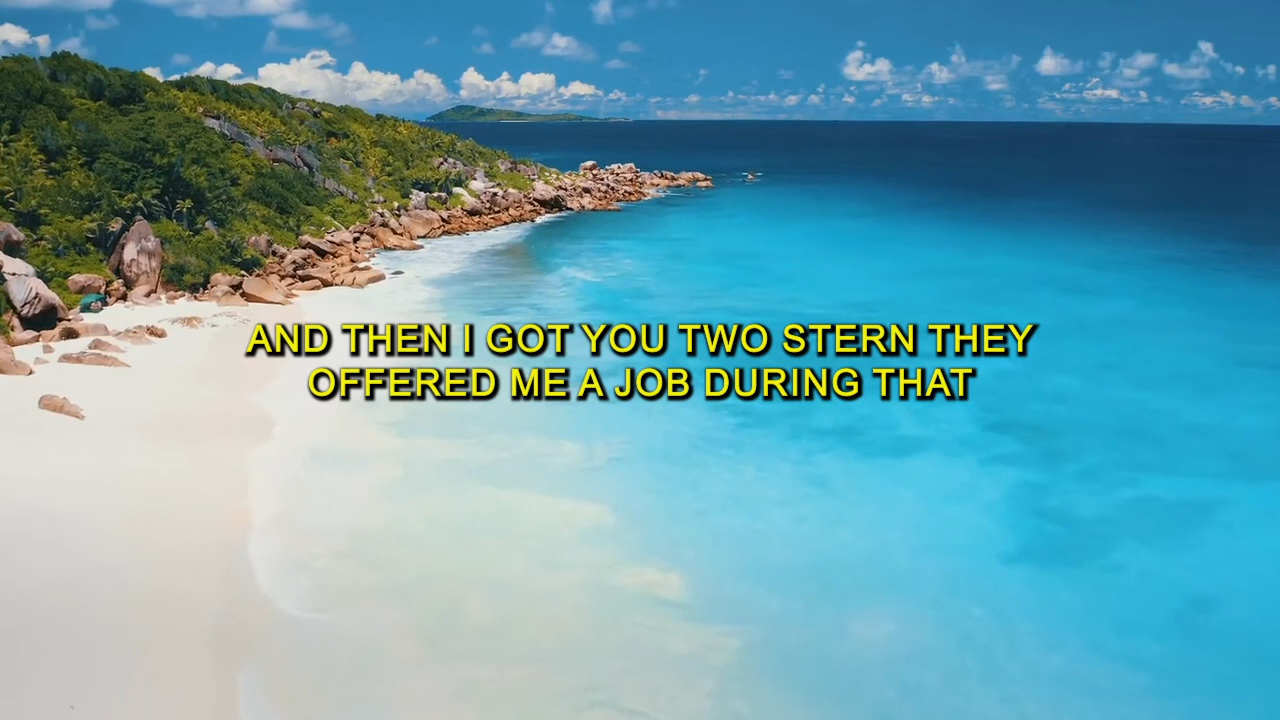 AND THEN I GOT YOU TWO STERN THEY
OFFERED ME A JOB DURING THAT